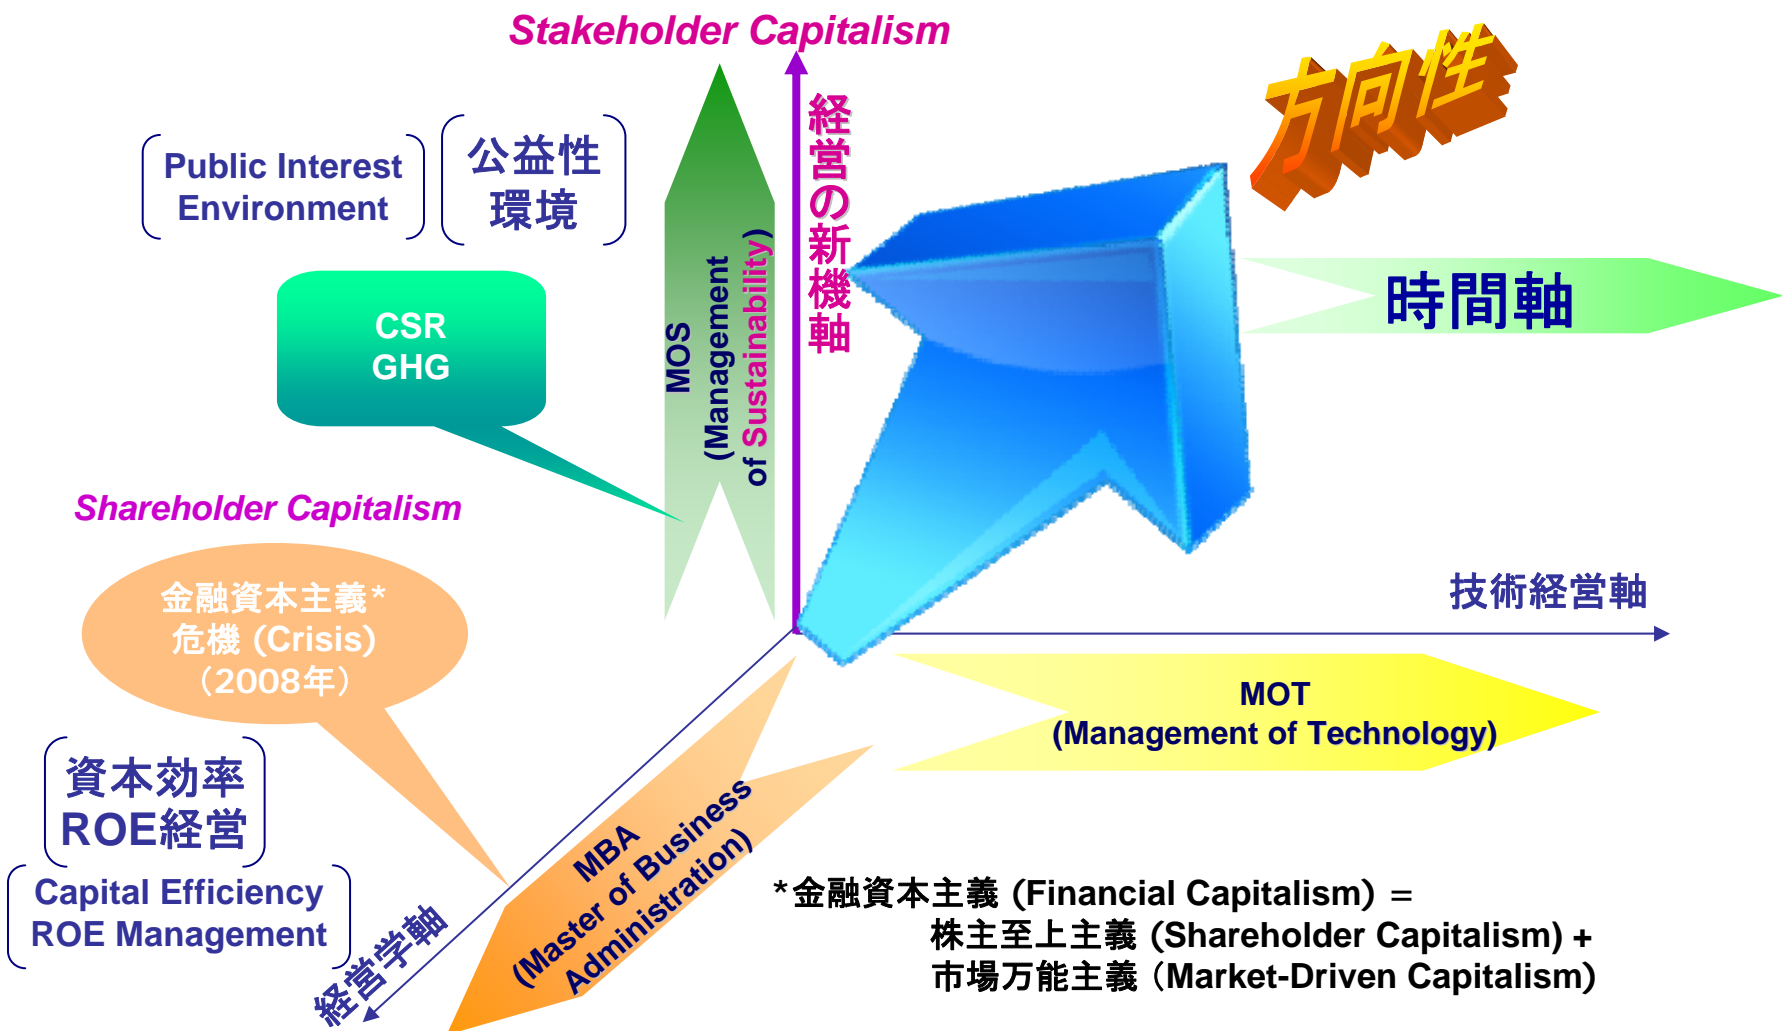 Stakeholder Capitalism
方向性
経営の新機軸
Public Interest
Environment
公益性
環境
MOS
(Management
of Sustainability)
時間軸
CSR
GHG
Shareholder Capitalism
金融資本主義*
危機 (Crisis)
（2008年）
技術経営軸
MOT
(Management of Technology)
資本効率
ROE経営
Capital Efficiency
ROE Management
経営学軸
MBA
(Master of Business
Administration)
*金融資本主義 (Financial Capitalism) =
株主至上主義 (Shareholder Capitalism) +
市場万能主義（Market-Driven Capitalism)